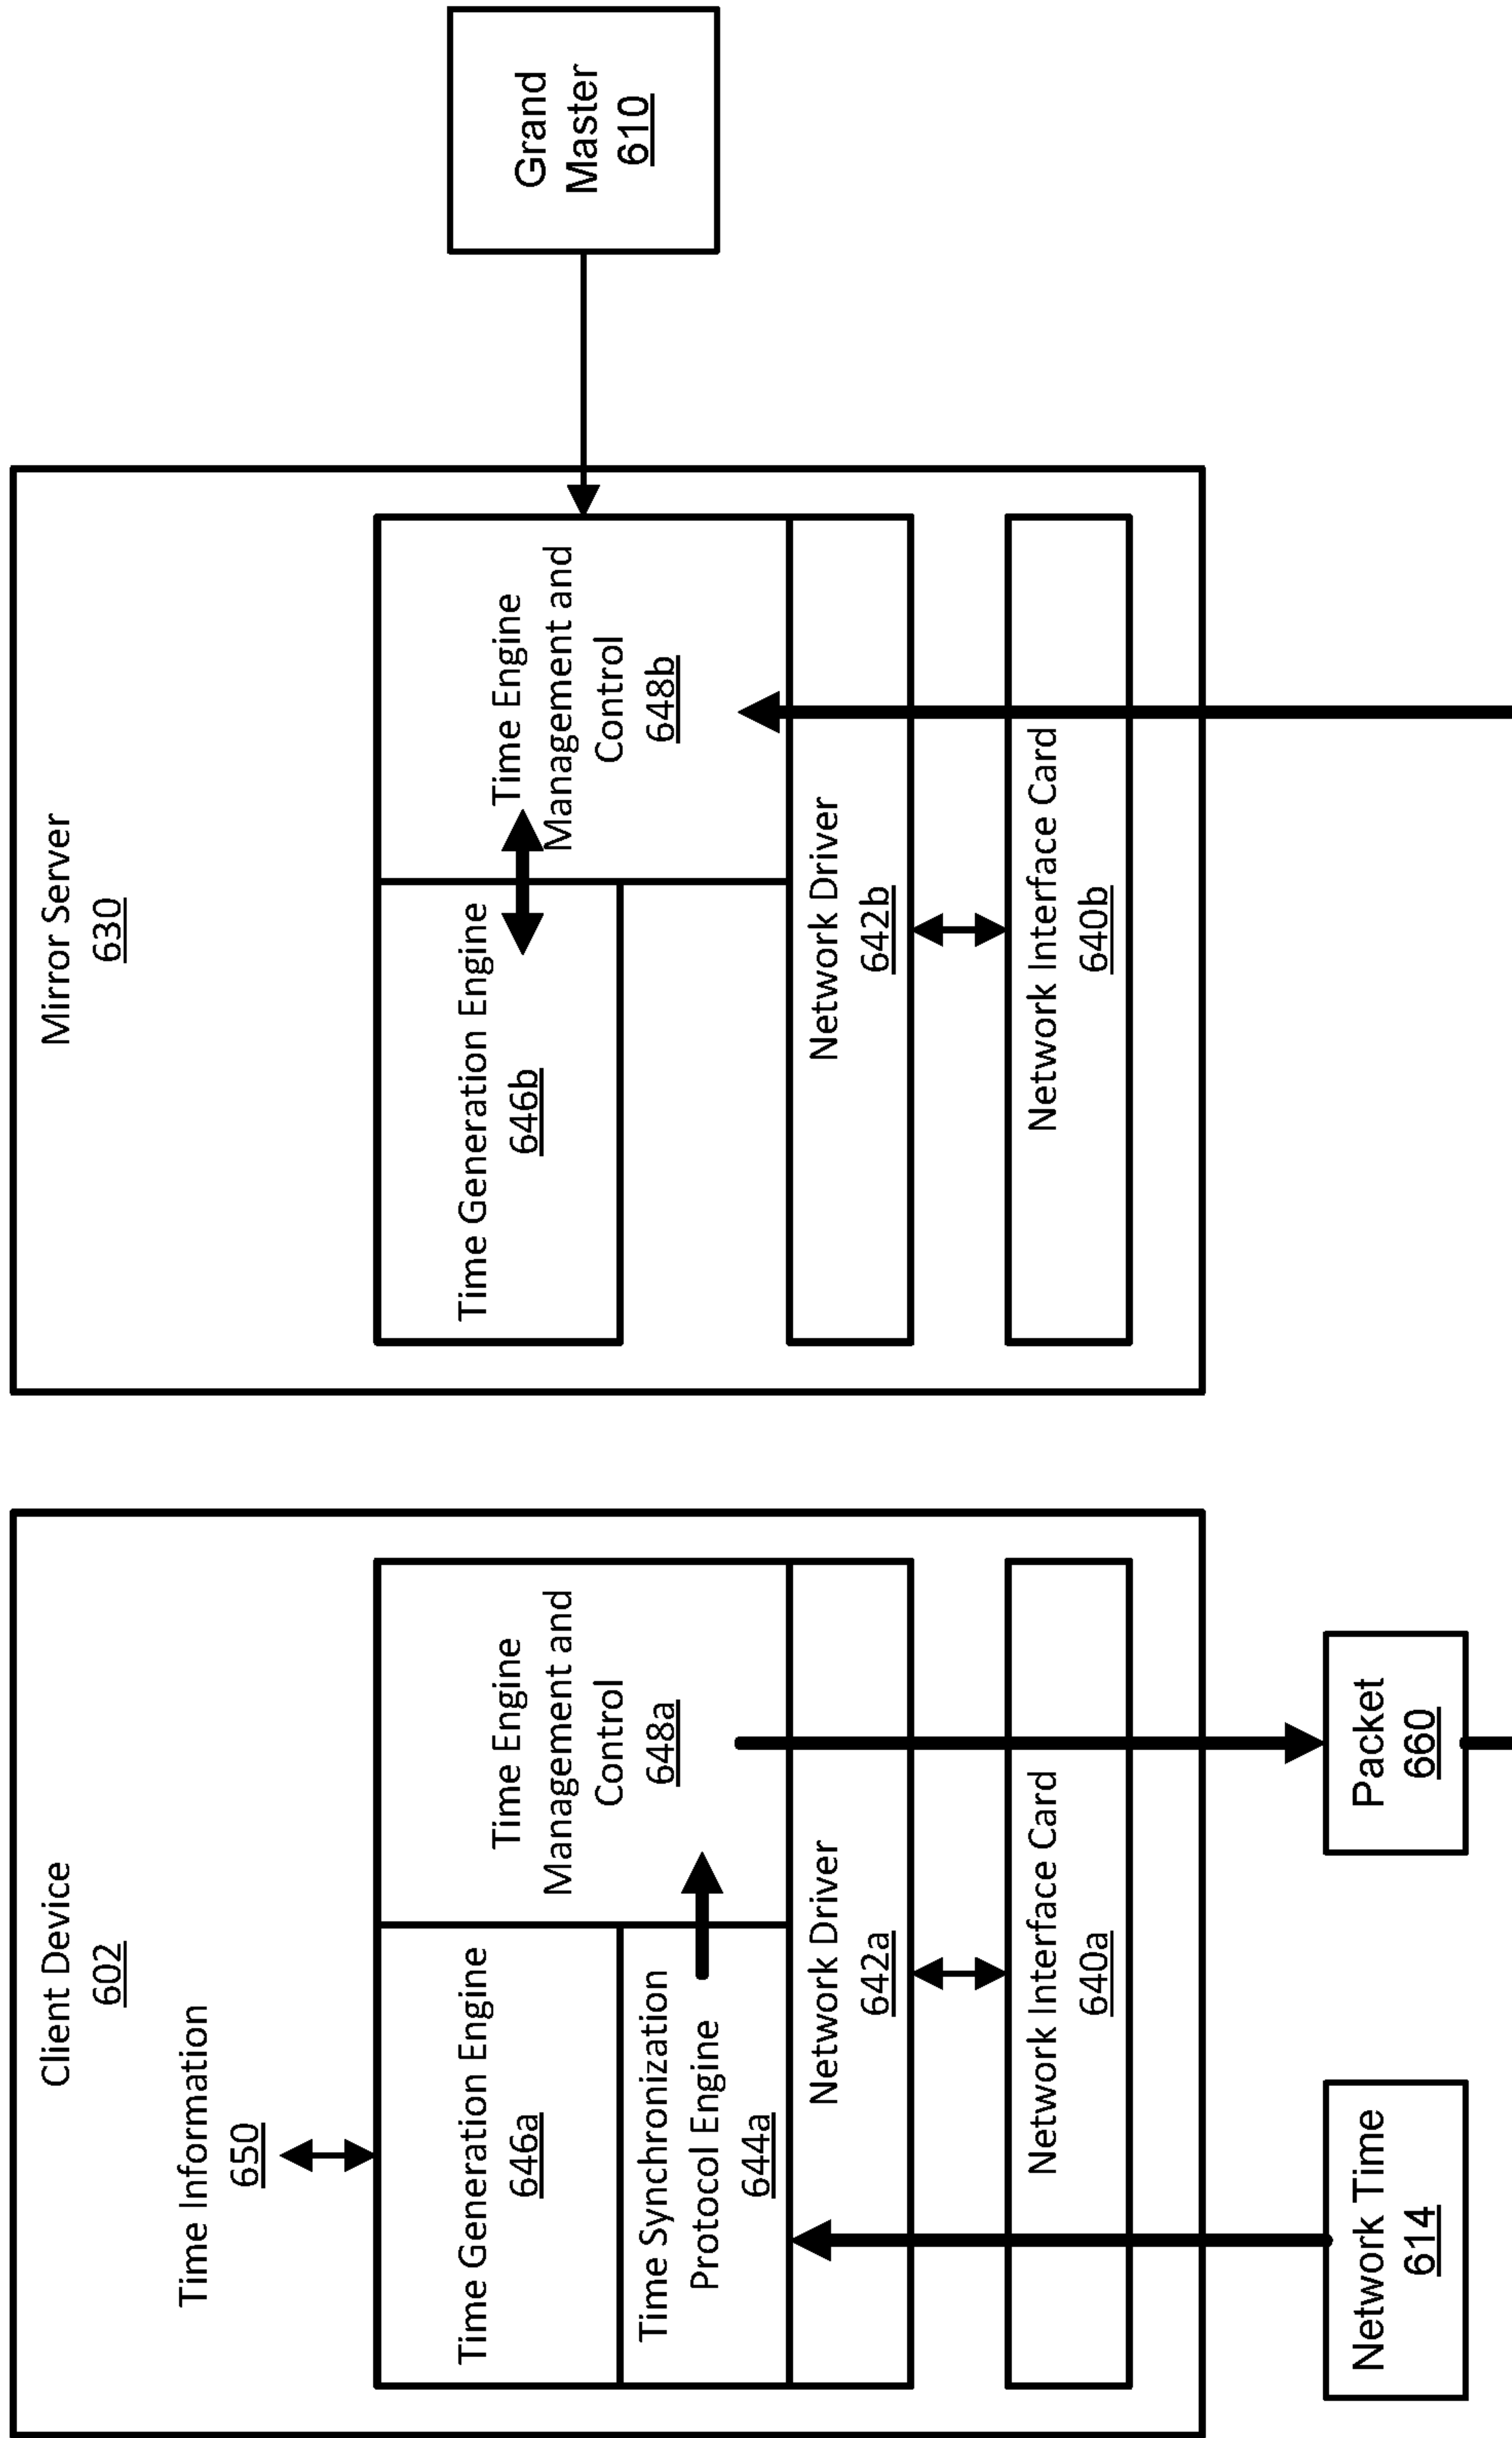 Client Device
602
Time Information
650
Time Generation Engine
646a
Time Synchronization
Protocol Engine
644a
Time Engine
Management and
Control
648a
Network Driver
642a
Network Interface Card
640a
Network Time
614
Packet
660
Mirror Server
630
Time Generation Engine
646b
Time Engine
Management and
Control
648b
Network Driver
642b
Network Interface Card
640b
Grand
Master
610